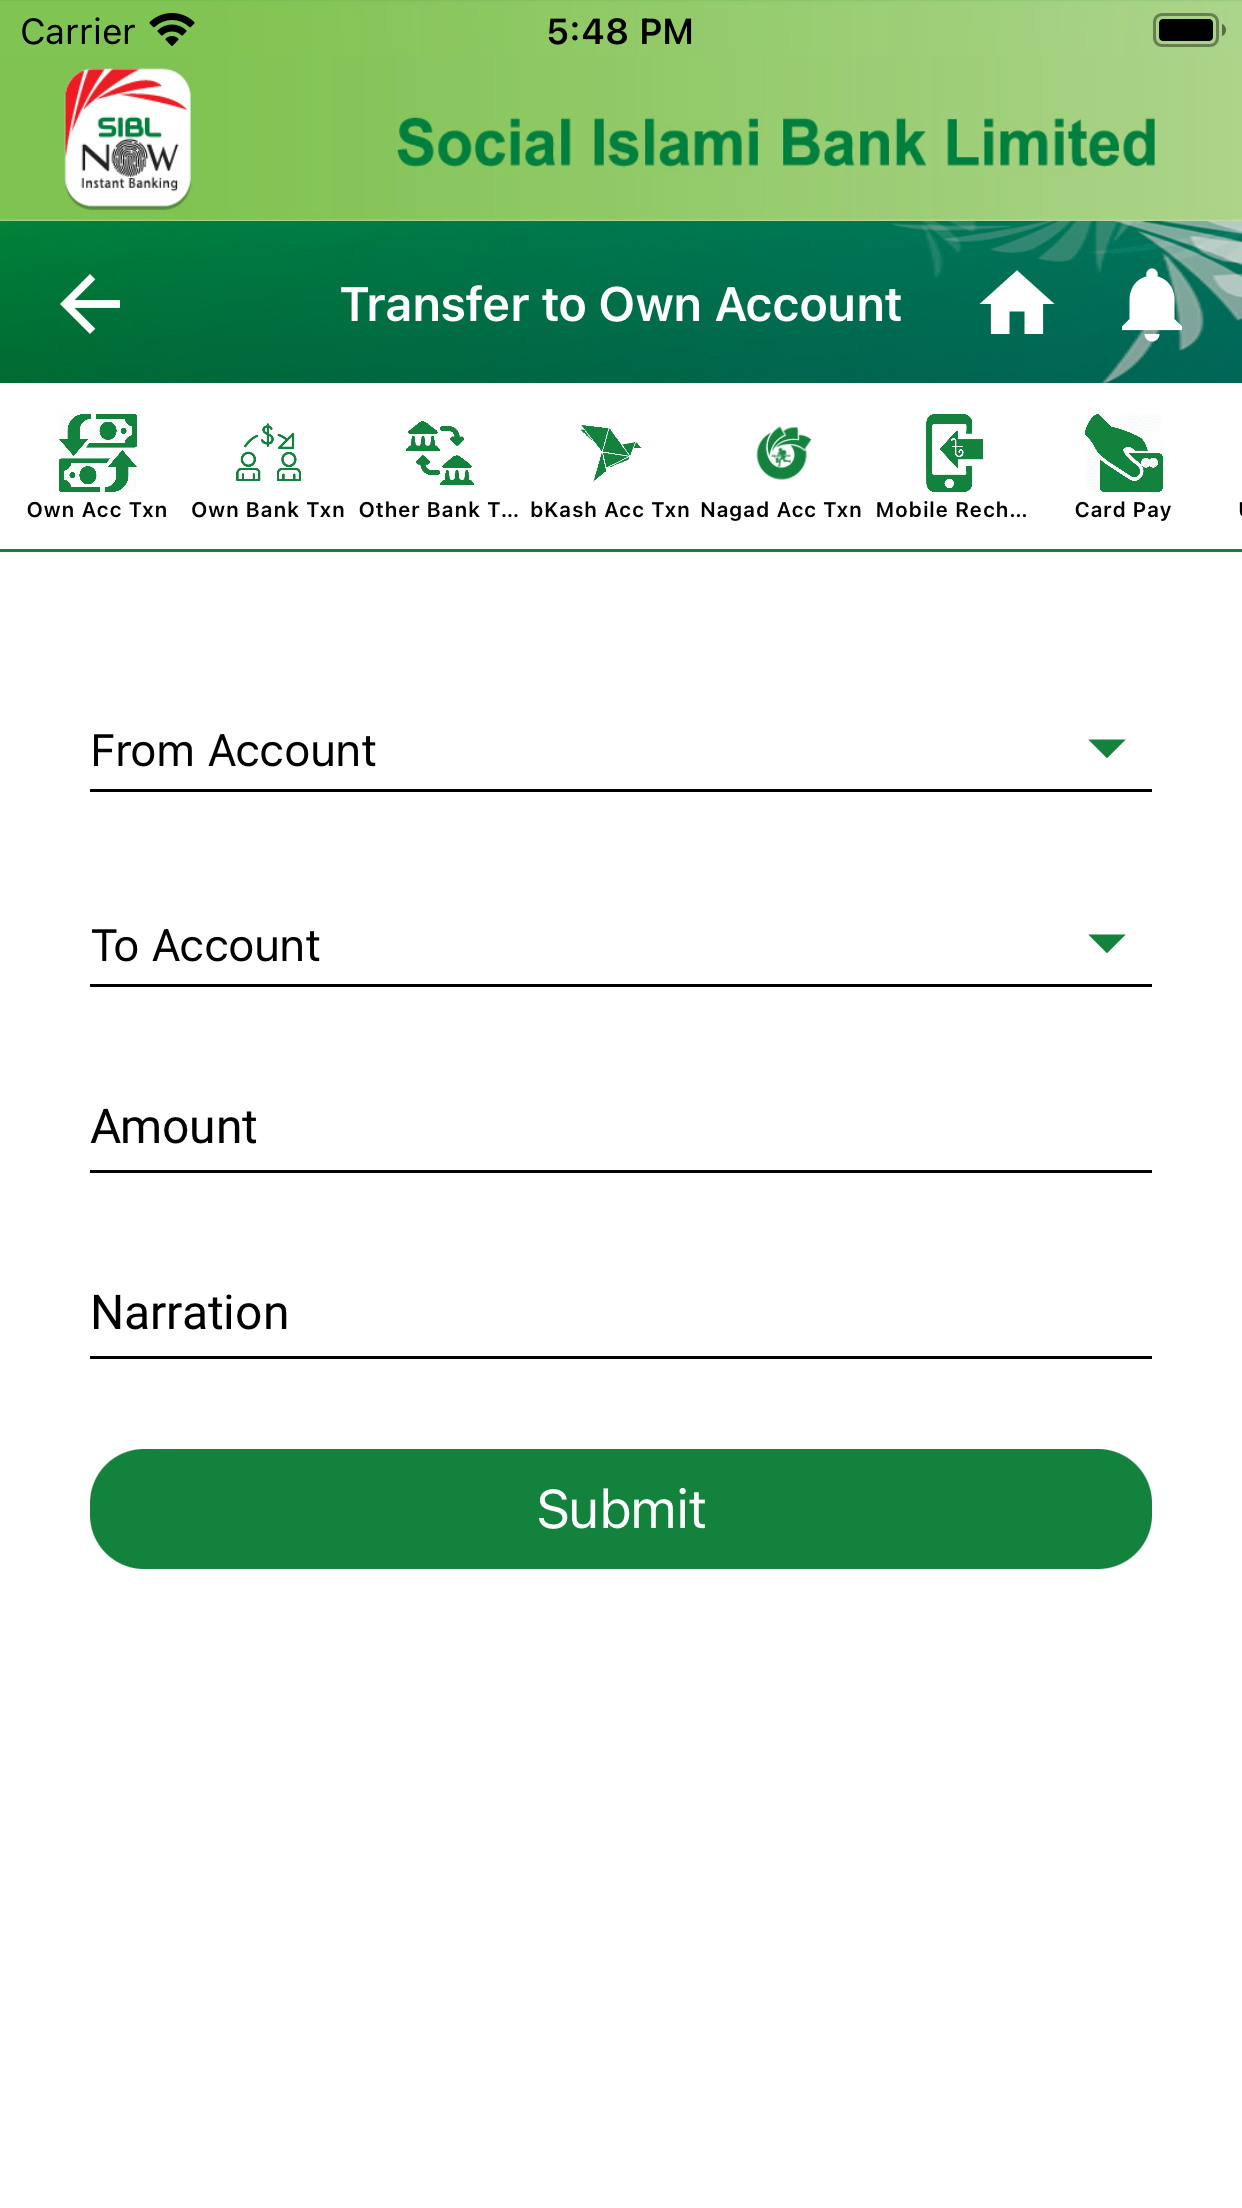 Carrier 5:48 PM
SIBL
NOW
Instant Banking
Social Islami Bank Limited
Transfer to Own Account
Own Acc Txn Own Bank Txn Other Bank T... bKash Acc Txn Nagad Acc Txn Mobile Rech... Card Pay
From Account
To Account
Amount
Narration
Submit